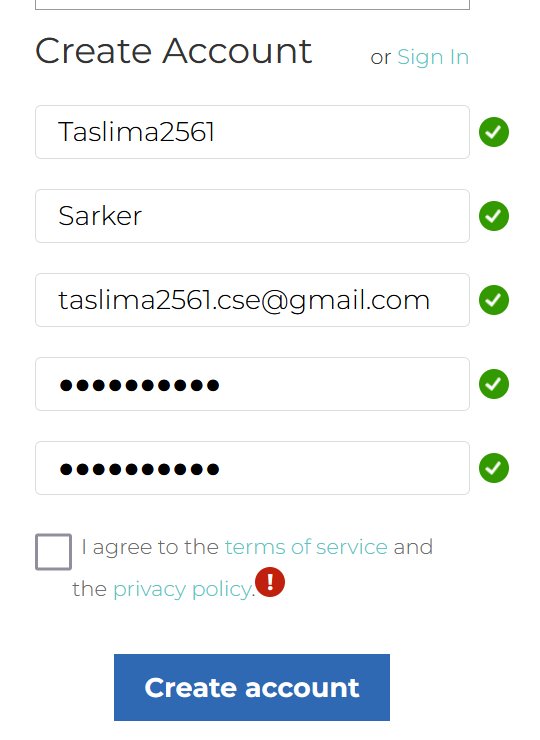 Create Account or Sign In
Taslima2561
Sarker
taslima2561.cse@gmail.com
●●●●●●●●●●
●●●●●●●●●●
I agree to the terms of service and
the privacy policy.
Create account